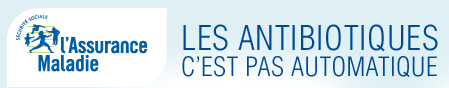 SÉCURITÉ SOCIALE
l'Assurance
Maladie
LES ANTIBIOTIQUES
C'EST PAS AUTOMATIQUE